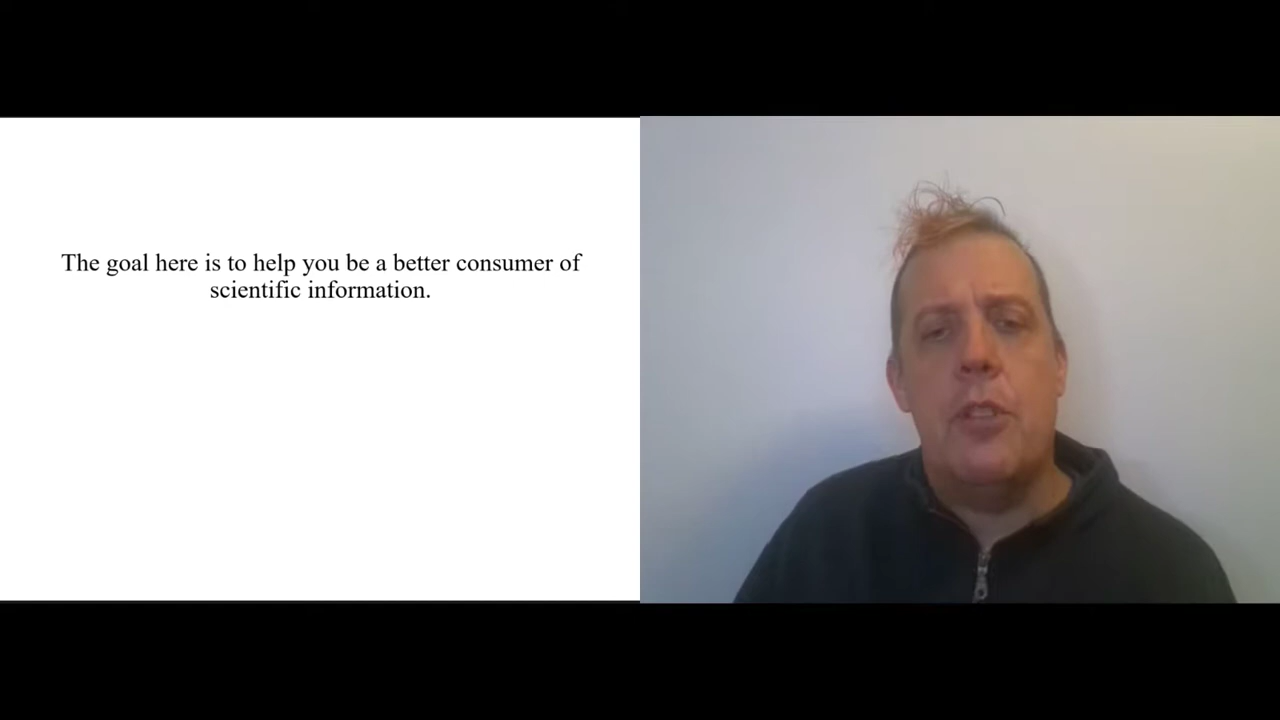 The goal here is to help you be a better consumer of
scientific information.